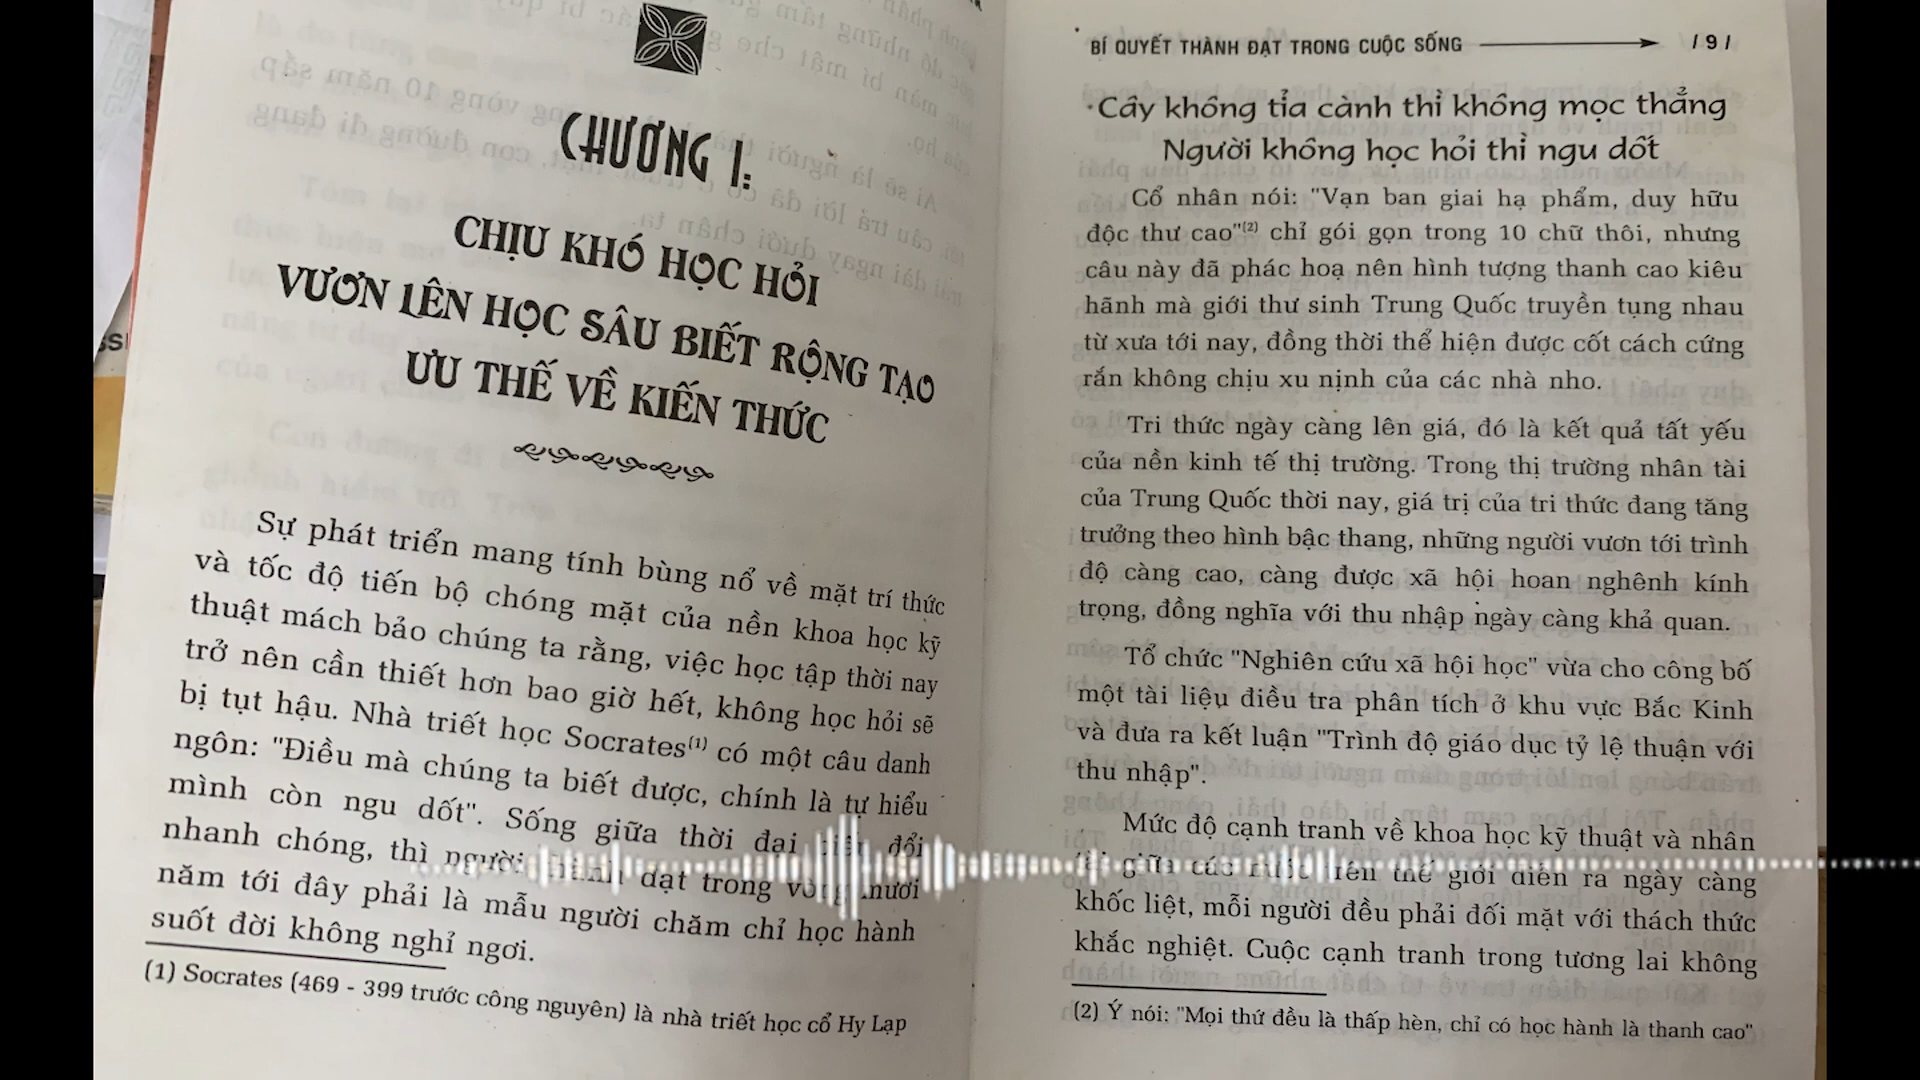 CHƯƠNG I:
CHỊU KHÓ HỌC HỎI
VƯƠN LÊN HỌC SÂU BIẾT RỘNG TẠO
ƯU THẾ VỀ KIẾN THỨC
Sự phát triển mang tính bùng nổ về mặt trí thức
và tốc độ tiến bộ chóng mặt của nền khoa học kỹ
thuật mách bảo chúng ta rằng, việc học tập thời nay
trở nên cần thiết hơn bao giờ hết, không học hỏi sẽ
bị tụt hậu. Nhà triết học Socrates(1) có một câu danh
ngôn: "Điều mà chúng ta biết được, chính là tự hiểu
mình còn ngu dốt". Sống giữa thời đại đổi
nhanh chóng, thì người đạt trong mươi
năm tới đây phải là mẫu người chăm chỉ học hành
suốt đời không nghỉ ngơi.
(1) Socrates (469 - 399 trước công nguyên) là nhà triết học cổ Hy Lạp
BÍ QUYẾT THÀNH ĐẠT TRONG CUỘC SỐNG / 9 /
Cây không tỉa cành thì không mọc thẳng
Người không học hỏi thì ngu dốt
Cổ nhân nói: "Vạn ban giai hạ phẩm, duy hữu
độc thư cao"(2) chỉ gói gọn trong 10 chữ thôi, nhưng
câu này đã phác hoạ nên hình tượng thanh cao kiêu
hãnh mà giới thư sinh Trung Quốc truyền tụng nhau
từ xưa tới nay, đồng thời thể hiện được cốt cách cứng
rắn không chịu xu nịnh của các nhà nho.
Tri thức ngày càng lên giá, đó là kết quả tất yếu
của nền kinh tế thị trường. Trong thị trường nhân tài
của Trung Quốc thời nay, giá trị của tri thức đang tăng
trưởng theo hình bậc thang, những người vươn tới trình
độ càng cao, càng được xã hội hoan nghênh kính
trọng, đồng nghĩa với thu nhập ngày càng khả quan.
Tổ chức "Nghiên cứu xã hội học" vừa cho công bố
một tài liệu điều tra phân tích ở khu vực Bắc Kinh
và đưa ra kết luận "Trình độ giáo dục tỷ lệ thuận với
thu nhập".
Mức độ cạnh tranh về khoa học kỹ thuật và nhân
tài giữa các trên thế giới diễn ra ngày càng
khốc liệt, mỗi người đều phải đối mặt với thách thức
khắc nghiệt. Cuộc cạnh tranh trong tương lai không
(2) Ý nói: "Mọi thứ đều là thấp hèn, chỉ có học hành là thanh cao"